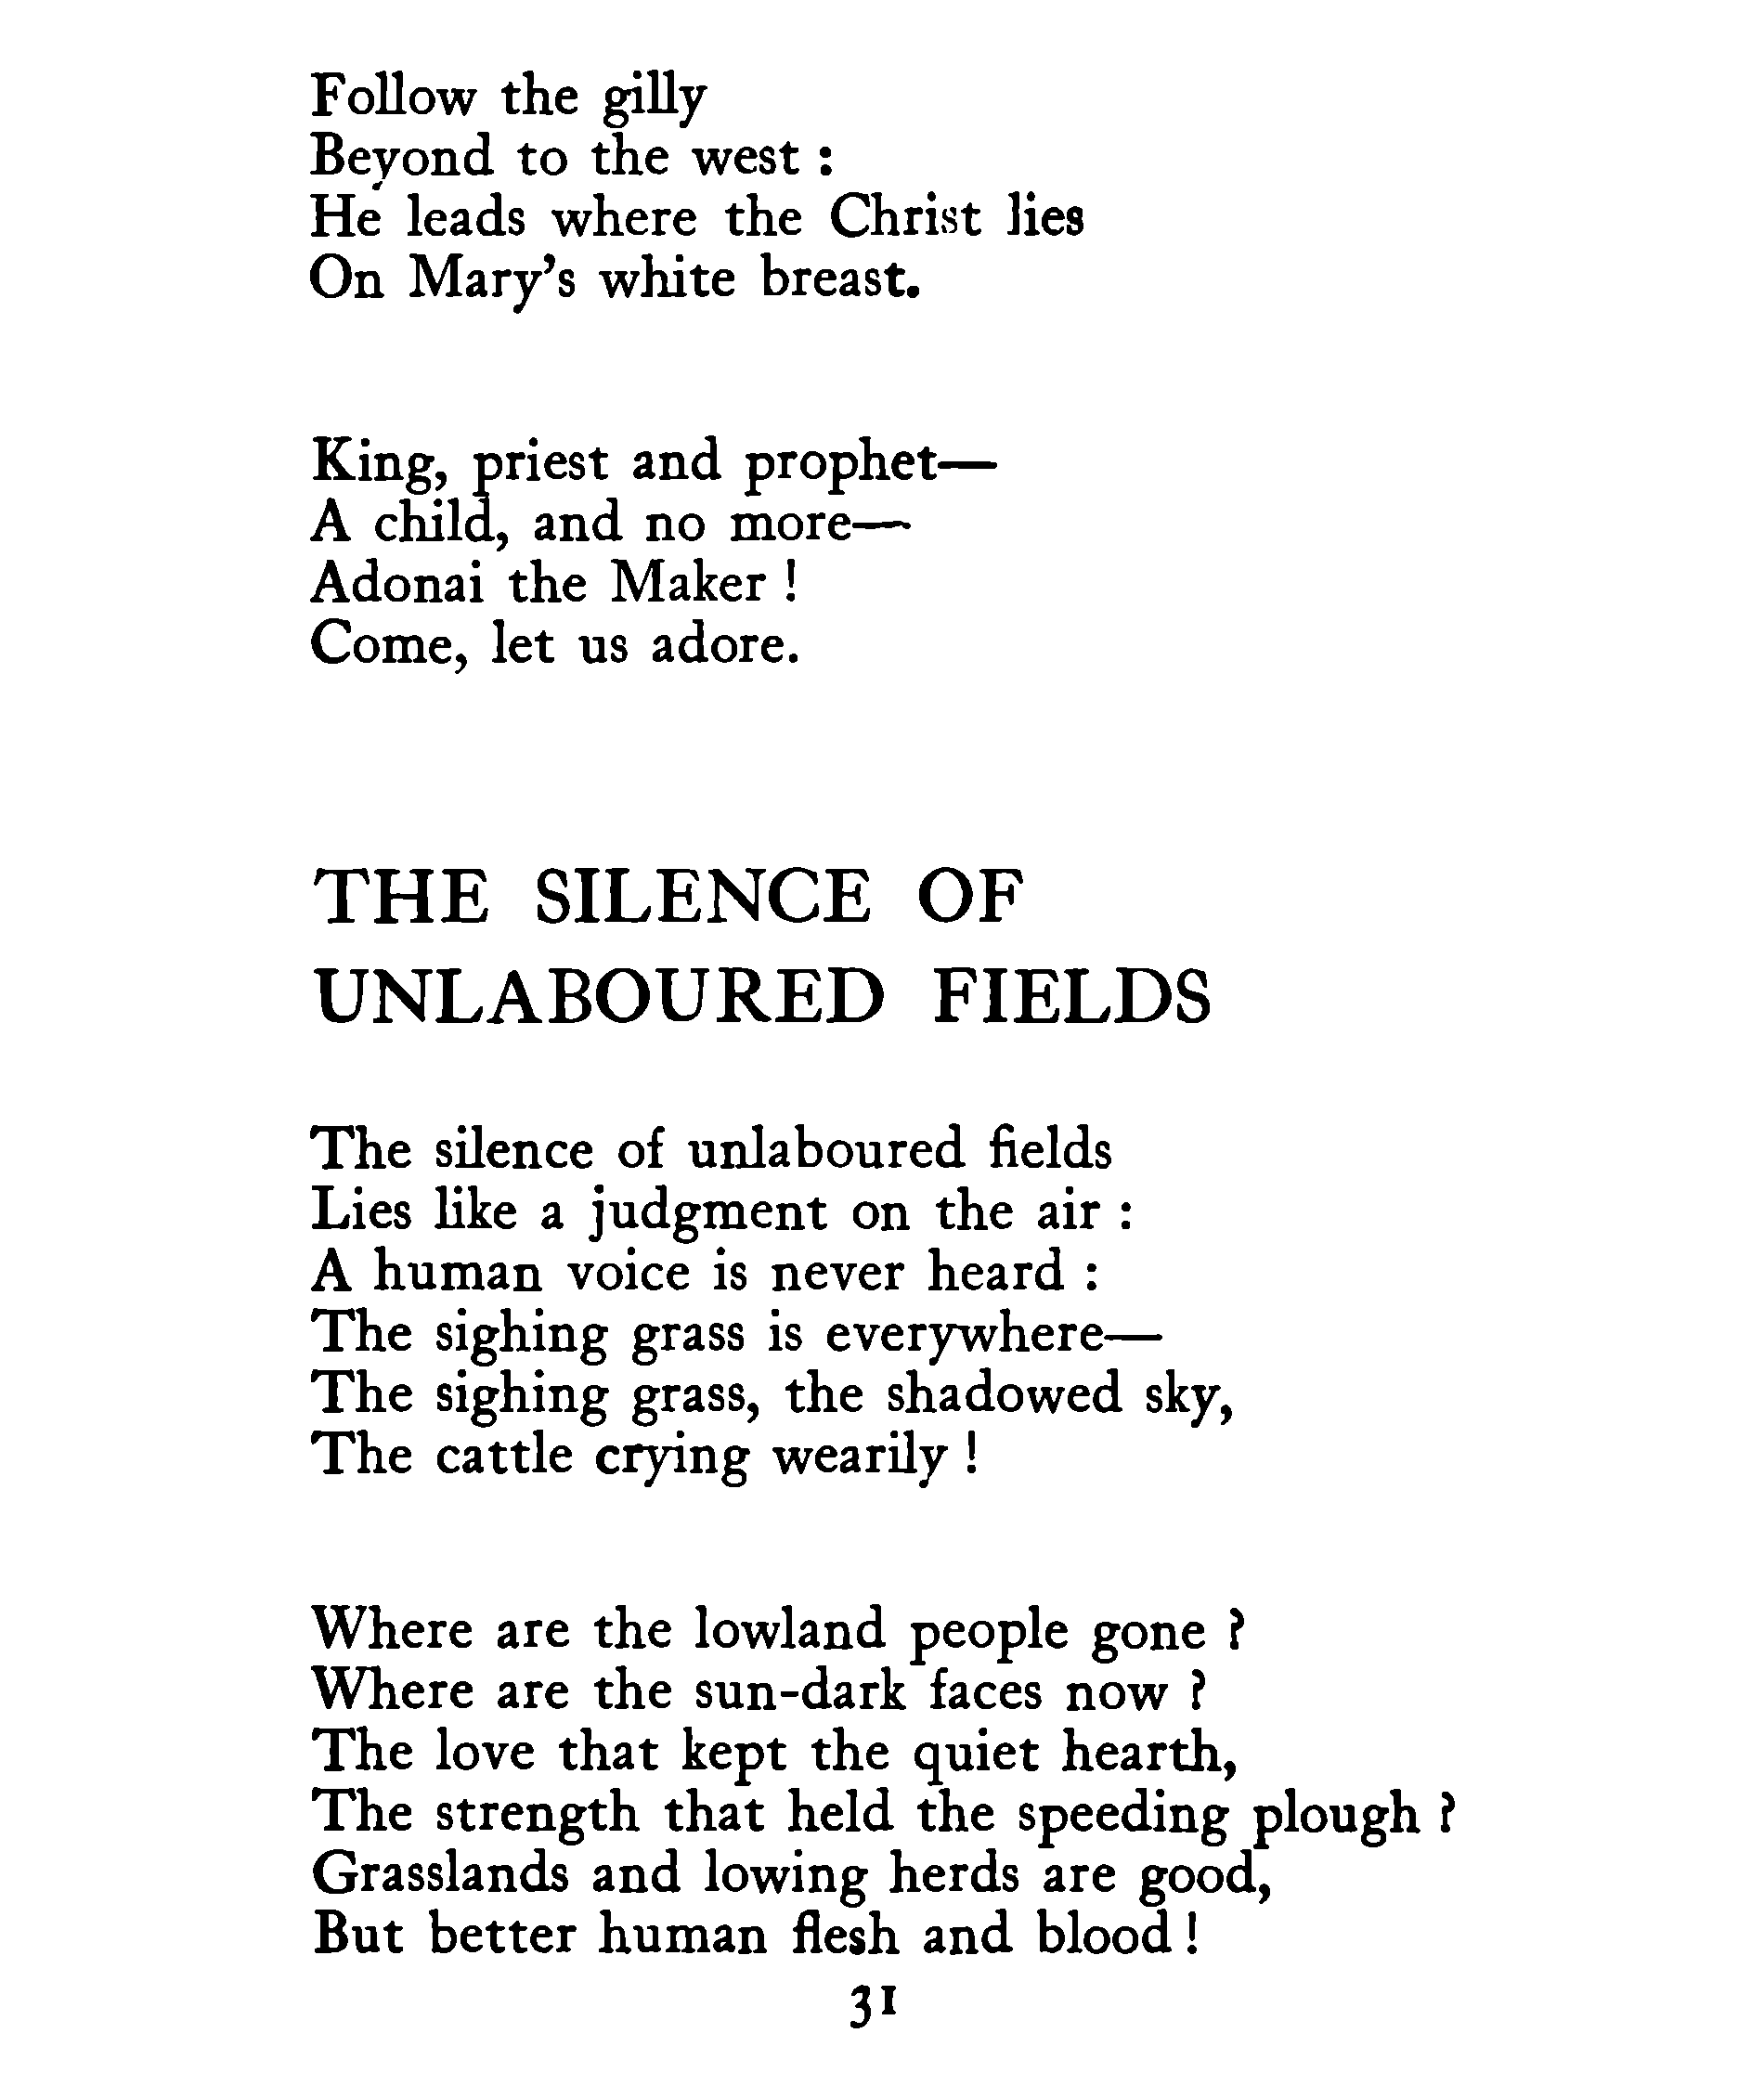 Follow the gilly
Beyond to the west :
He leads where the Christ lies
On Mary's white breast.
King, priest and prophet—
A child, and no more—
Adonai the Maker !
Come, let us adore.
THE SILENCE OF
UNLABOURED FIELDS
The silence of unlaboured fields
Lies like a judgment on the air :
A human voice is never heard :
The sighing grass is everywhere—
The sighing grass, the shadowed sky,
The cattle crying wearily !
Where are the lowland people gone ?
Where are the sun-dark faces now ?
The love that kept the quiet hearth,
The strength that held the speeding plough ?
Grasslands and lowing herds are good,
But better human flesh and blood !
31